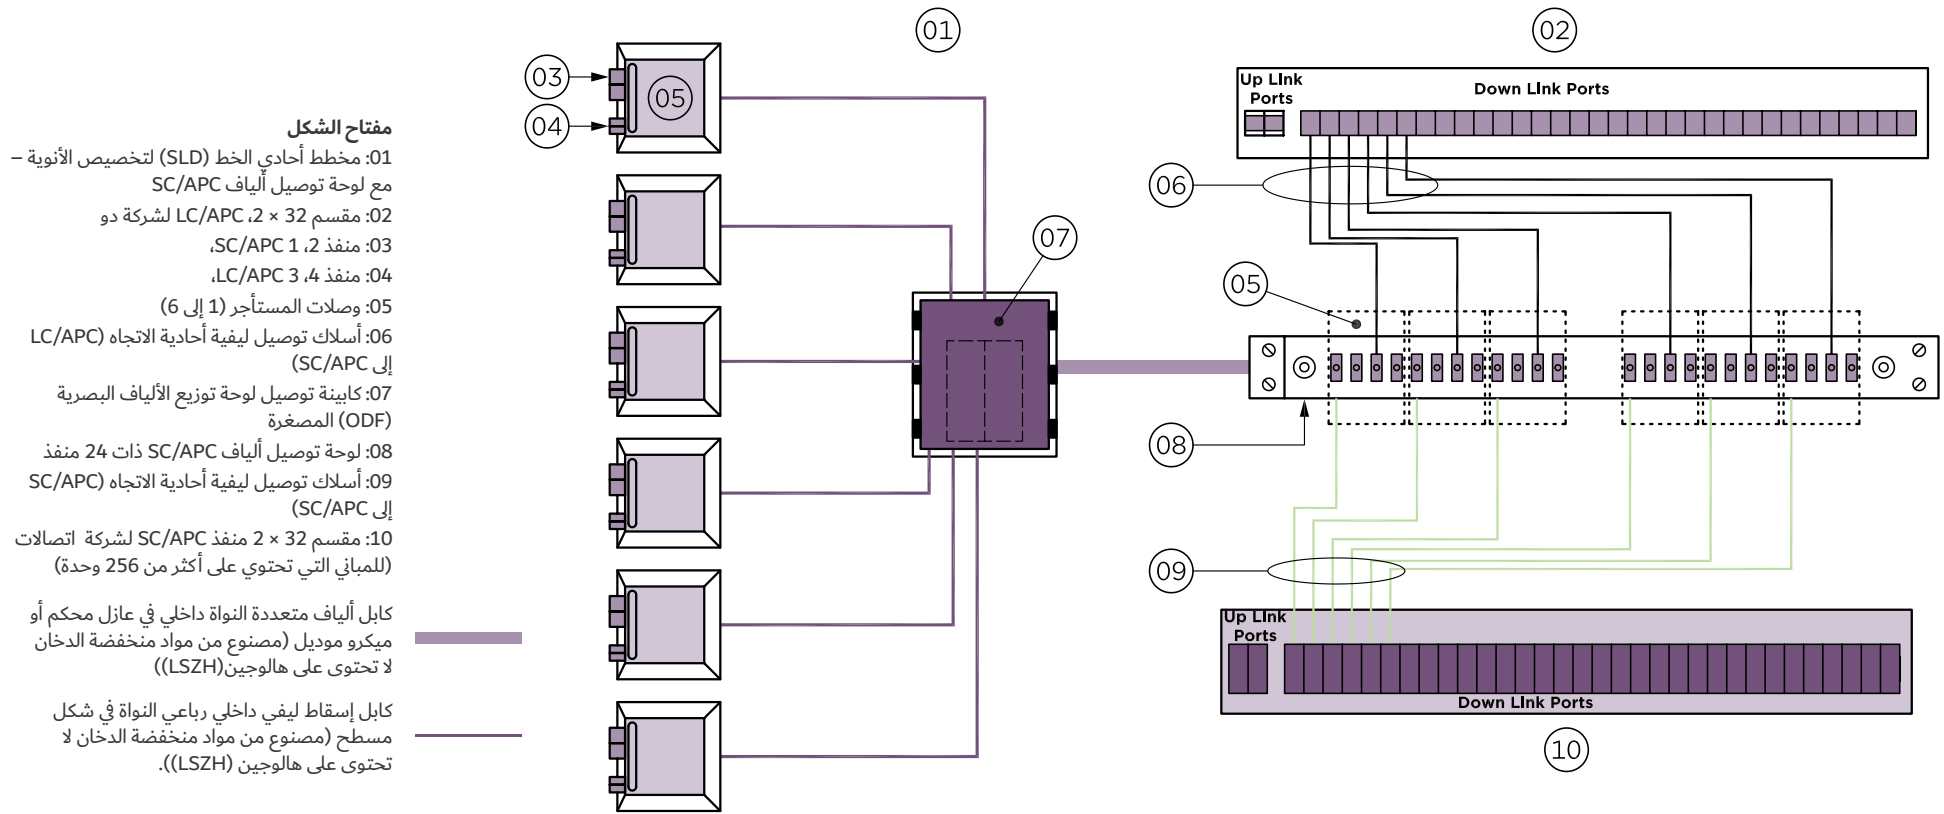 مفتاح الشكل
01: مخطط أحادي الخط (SLD) لتخصيص الأنوية –
مع لوحة توصيل ألياف SC/APC
02: مقسم 32 × 2، LC/APC لشركة دو
03: منفذ 2، 1 SC/APC،
04: منفذ 4، 3 LC/APC،
05: وصلات المستأجر (1 إلى 6)
06: أسلاك توصيل ليفية أحادية الاتجاه (LC/APC
إلى SC/APC)
07: كابينة توصيل لوحة توزيع الألياف البصرية
(ODF) المصغرة
08: لوحة توصيل ألياف SC/APC ذات 24 منفذ
09: أسلاك توصيل ليفية أحادية الاتجاه (SC/APC
إلى SC/APC)
10: مقسم 32 × 2 منفذ SC/APC لشركة اتصالات
(للمباني التي تحتوي على أكثر من 256 وحدة)
كابل ألياف متعددة النواة داخلي في عازل محكم أو
ميكرو موديل (مصنوع من مواد منخفضة الدخان
لا تحتوى على هالوجين(LSZH))
كابل إسقاط ليفي داخلي رباعي النواة في شكل
مسطح (مصنوع من مواد منخفضة الدخان لا
تحتوى على هالوجين (LSZH)).
01
02
03
04
05
Up Link
Ports
Down Link Ports
06
07
05
08
09
Up Link
Ports
Down Link Ports
10